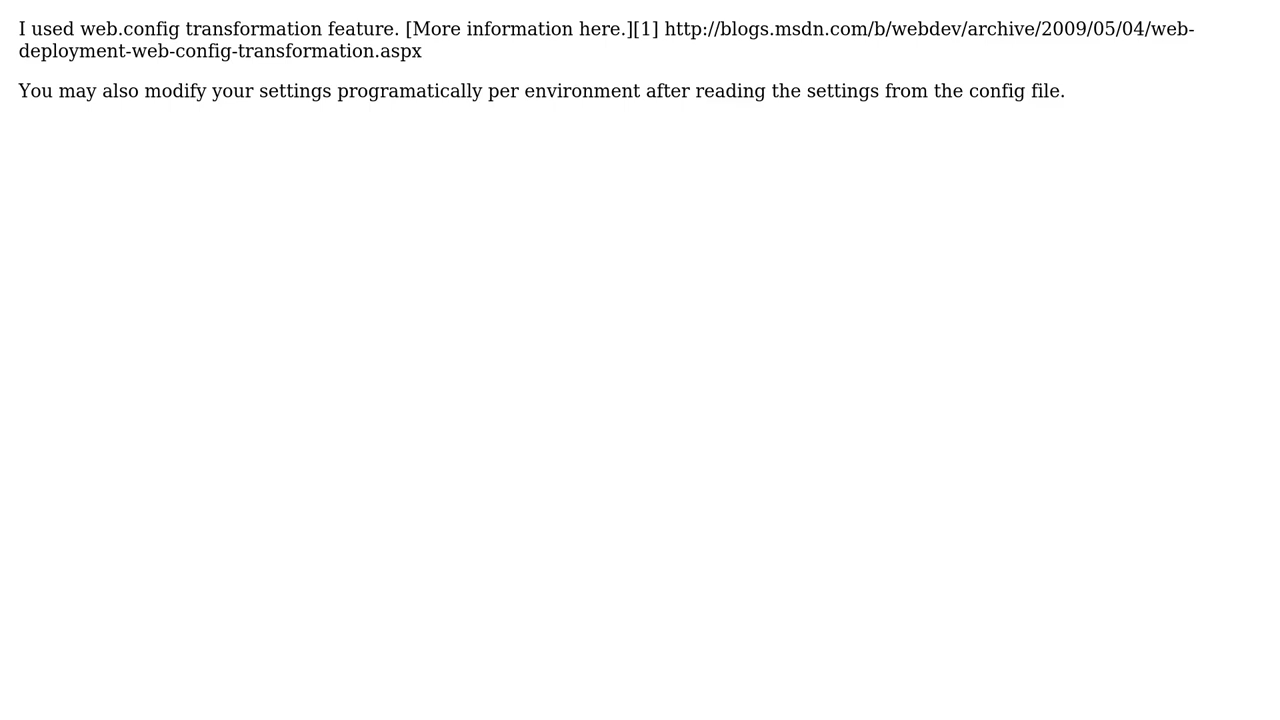 I used web.config transformation feature. [More information here.][1] http://blogs.msdn.com/b/webdev/archive/2009/05/04/web-
deployment-web-config-transformation.aspx
You may also modify your settings programatically per environment after reading the settings from the config file.